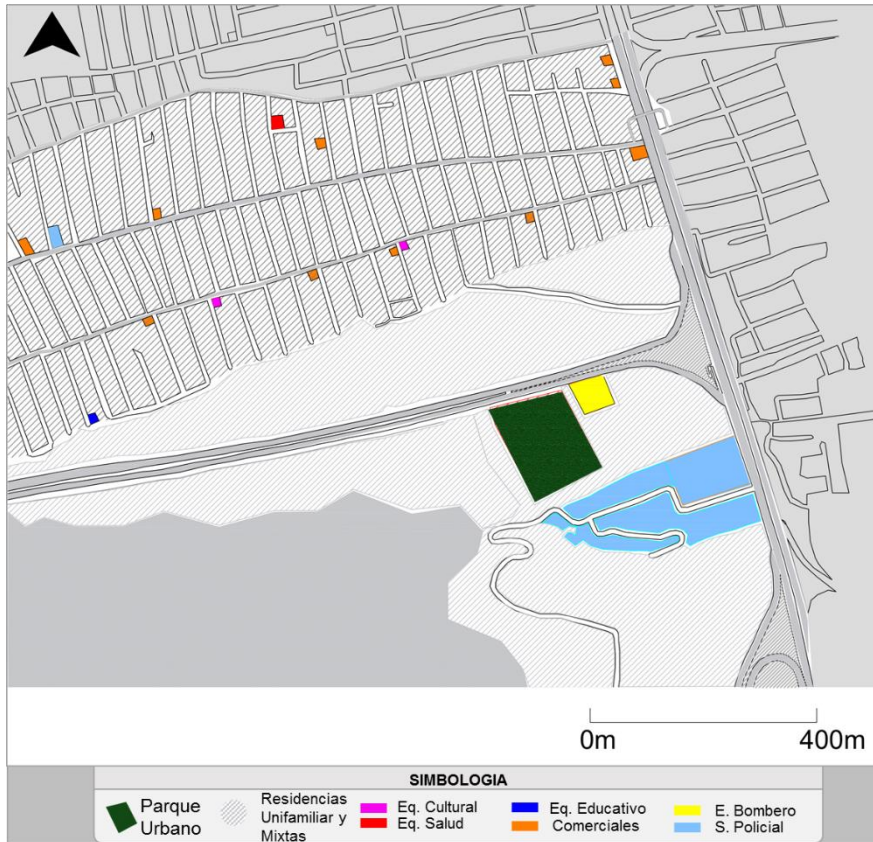 0m 400m
SIMBOLOGIA
Parque
Urbano
Residencias
Unifamiliar y
Mixtas
Eq. Cultural
Eq. Salud
Eq. Educativo
Comerciales
E. Bombero
S. Policial